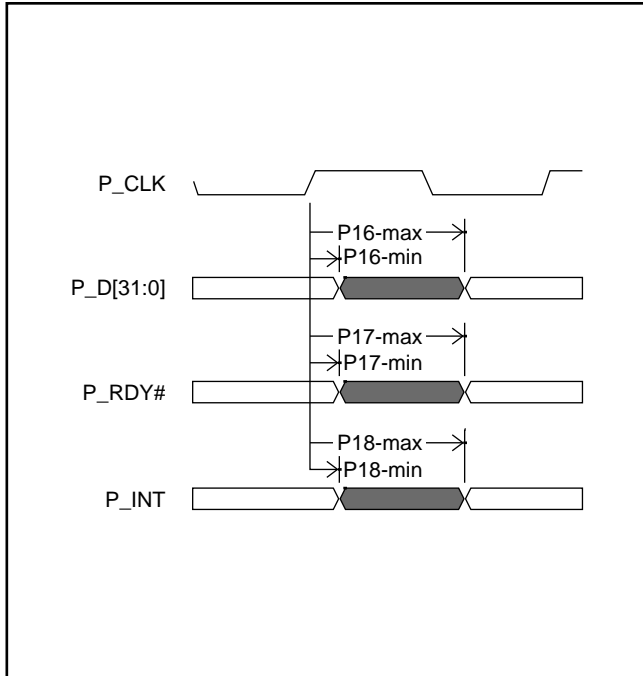 P_CLK
P16-max
P16-min
P_D[31:0]
P17-max
P17-min
P_RDY#
P18-max
P18-min
P_INT